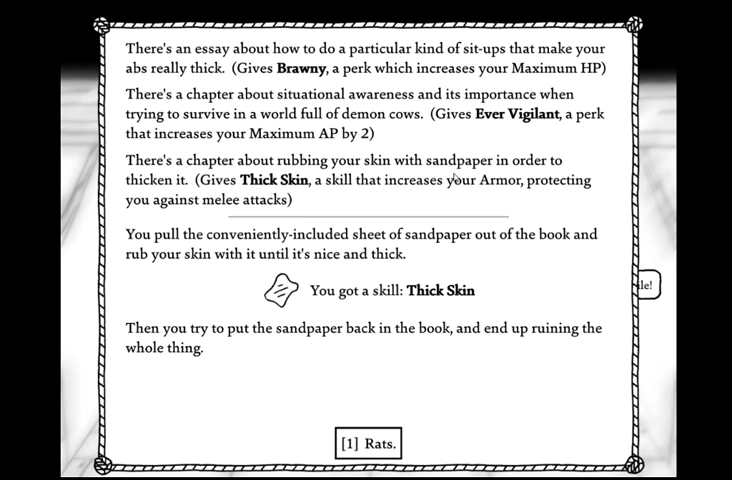 There's an essay about how to do a particular kind of sit-ups that make your
abs really thick. (Gives Brawny, a perk which increases your Maximum HP)
There's a chapter about situational awareness and its importance when
trying to survive in a world full of demon cows. (Gives Ever Vigilant, a perk
that increases your Maximum AP by 2)
There's a chapter about rubbing your skin with sandpaper in order to
thicken it. (Gives Thick Skin, a skill that increases your Armor, protecting
you against melee attacks)
You pull the conveniently-included sheet of sandpaper out of the book and
rub your skin with it until it's nice and thick.
You got a skill: Thick Skin
Then you try to put the sandpaper back in the book, and end up ruining the
whole thing.
[1] Rats.